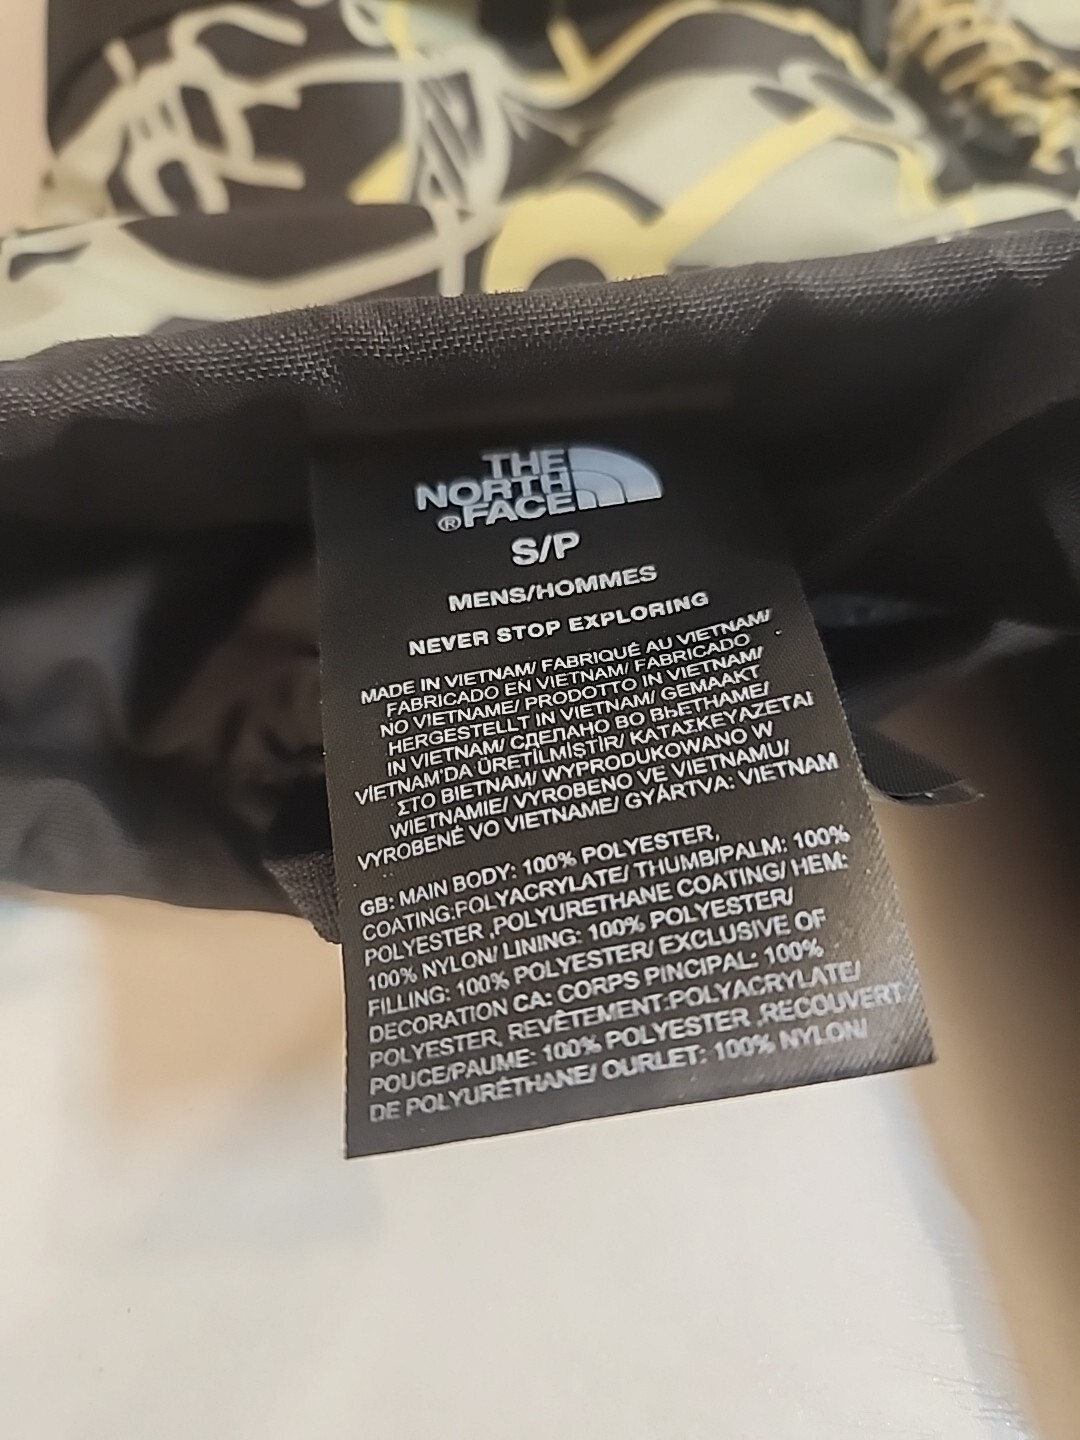 THE
NORTH
®FACE
S/P
MENS/HOMMES
NEVER STOP EXPLORING
MADE IN VIETNAM/ FABRIQUÉ AU VIETNAM/
FABRICADO EN VIETNAM/ FABRICADO
NO VIETNAME/ PRODOTTO IN VIETNAM/
HERGESTELLT IN VIETNAM/ GEMAAKT
IN VIETNAM/ СДЕЛАНО ВО ВЬЕТНАМЕ/
VİETNAM'DA ÜRETİLMİSTİR/ ΚΑΤΑΣΚΕΥΑΖΕΤΑΙ
ΣΤΟ ΒΙΕΤΝΑΜ/ WYPRODUKOWANO W
WIETNAMIE/ VYROBENO VE VIETNAMU/
VYROBENÉ VO VIETNAME/ GYÁRTVA: VIETNAM
GB: MAIN BODY: 100% POLYESTER,
COATING:POLYACRYLATE/ THUMB/PALM: 100%
POLYESTER ,POLYURETHANE COATING/ HEM:
100% NYLON/ LINING: 100% POLYESTER/
FILLING: 100% POLYESTER/ EXCLUSIVE OF
DECORATION CA: CORPS PINCIPAL: 100%
POLYESTER, REVÊTEMENT:POLYACRYLATE/
POUCE/PAUME: 100% POLYESTER ,RECOUVERT
DE POLYURÉTHANE/ OURLET: 100% NYLON/